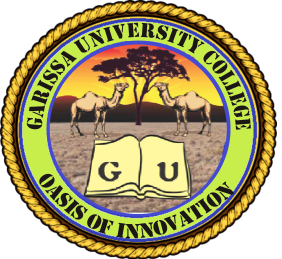 GARISSA UNIVERSITY COLLEGE
G U
OASIS OF INNOVATION